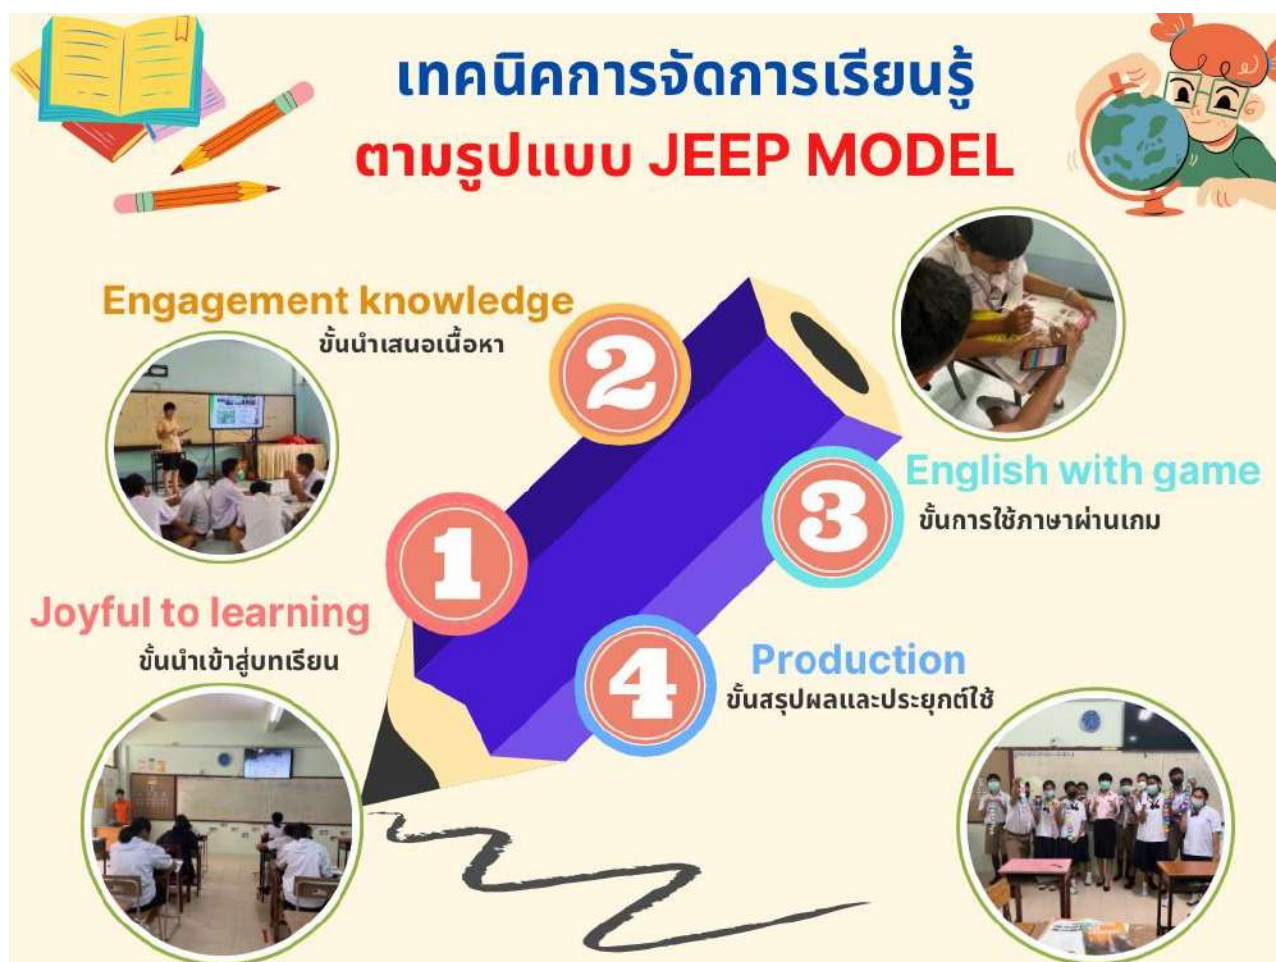 เทคนิคการจัดการเรียนรู้
ตามรูปแบบ JEEP MODEL
1
Joyful to learning
ขั้นนำเข้าสู่บทเรียน
2
Engagement knowledge
ขั้นนำเสนอเนื้อหา
3
English with game
ขั้นการใช้ภาษาผ่านเกม
4
Production
ขั้นสรุปผลและประยุกต์ใช้